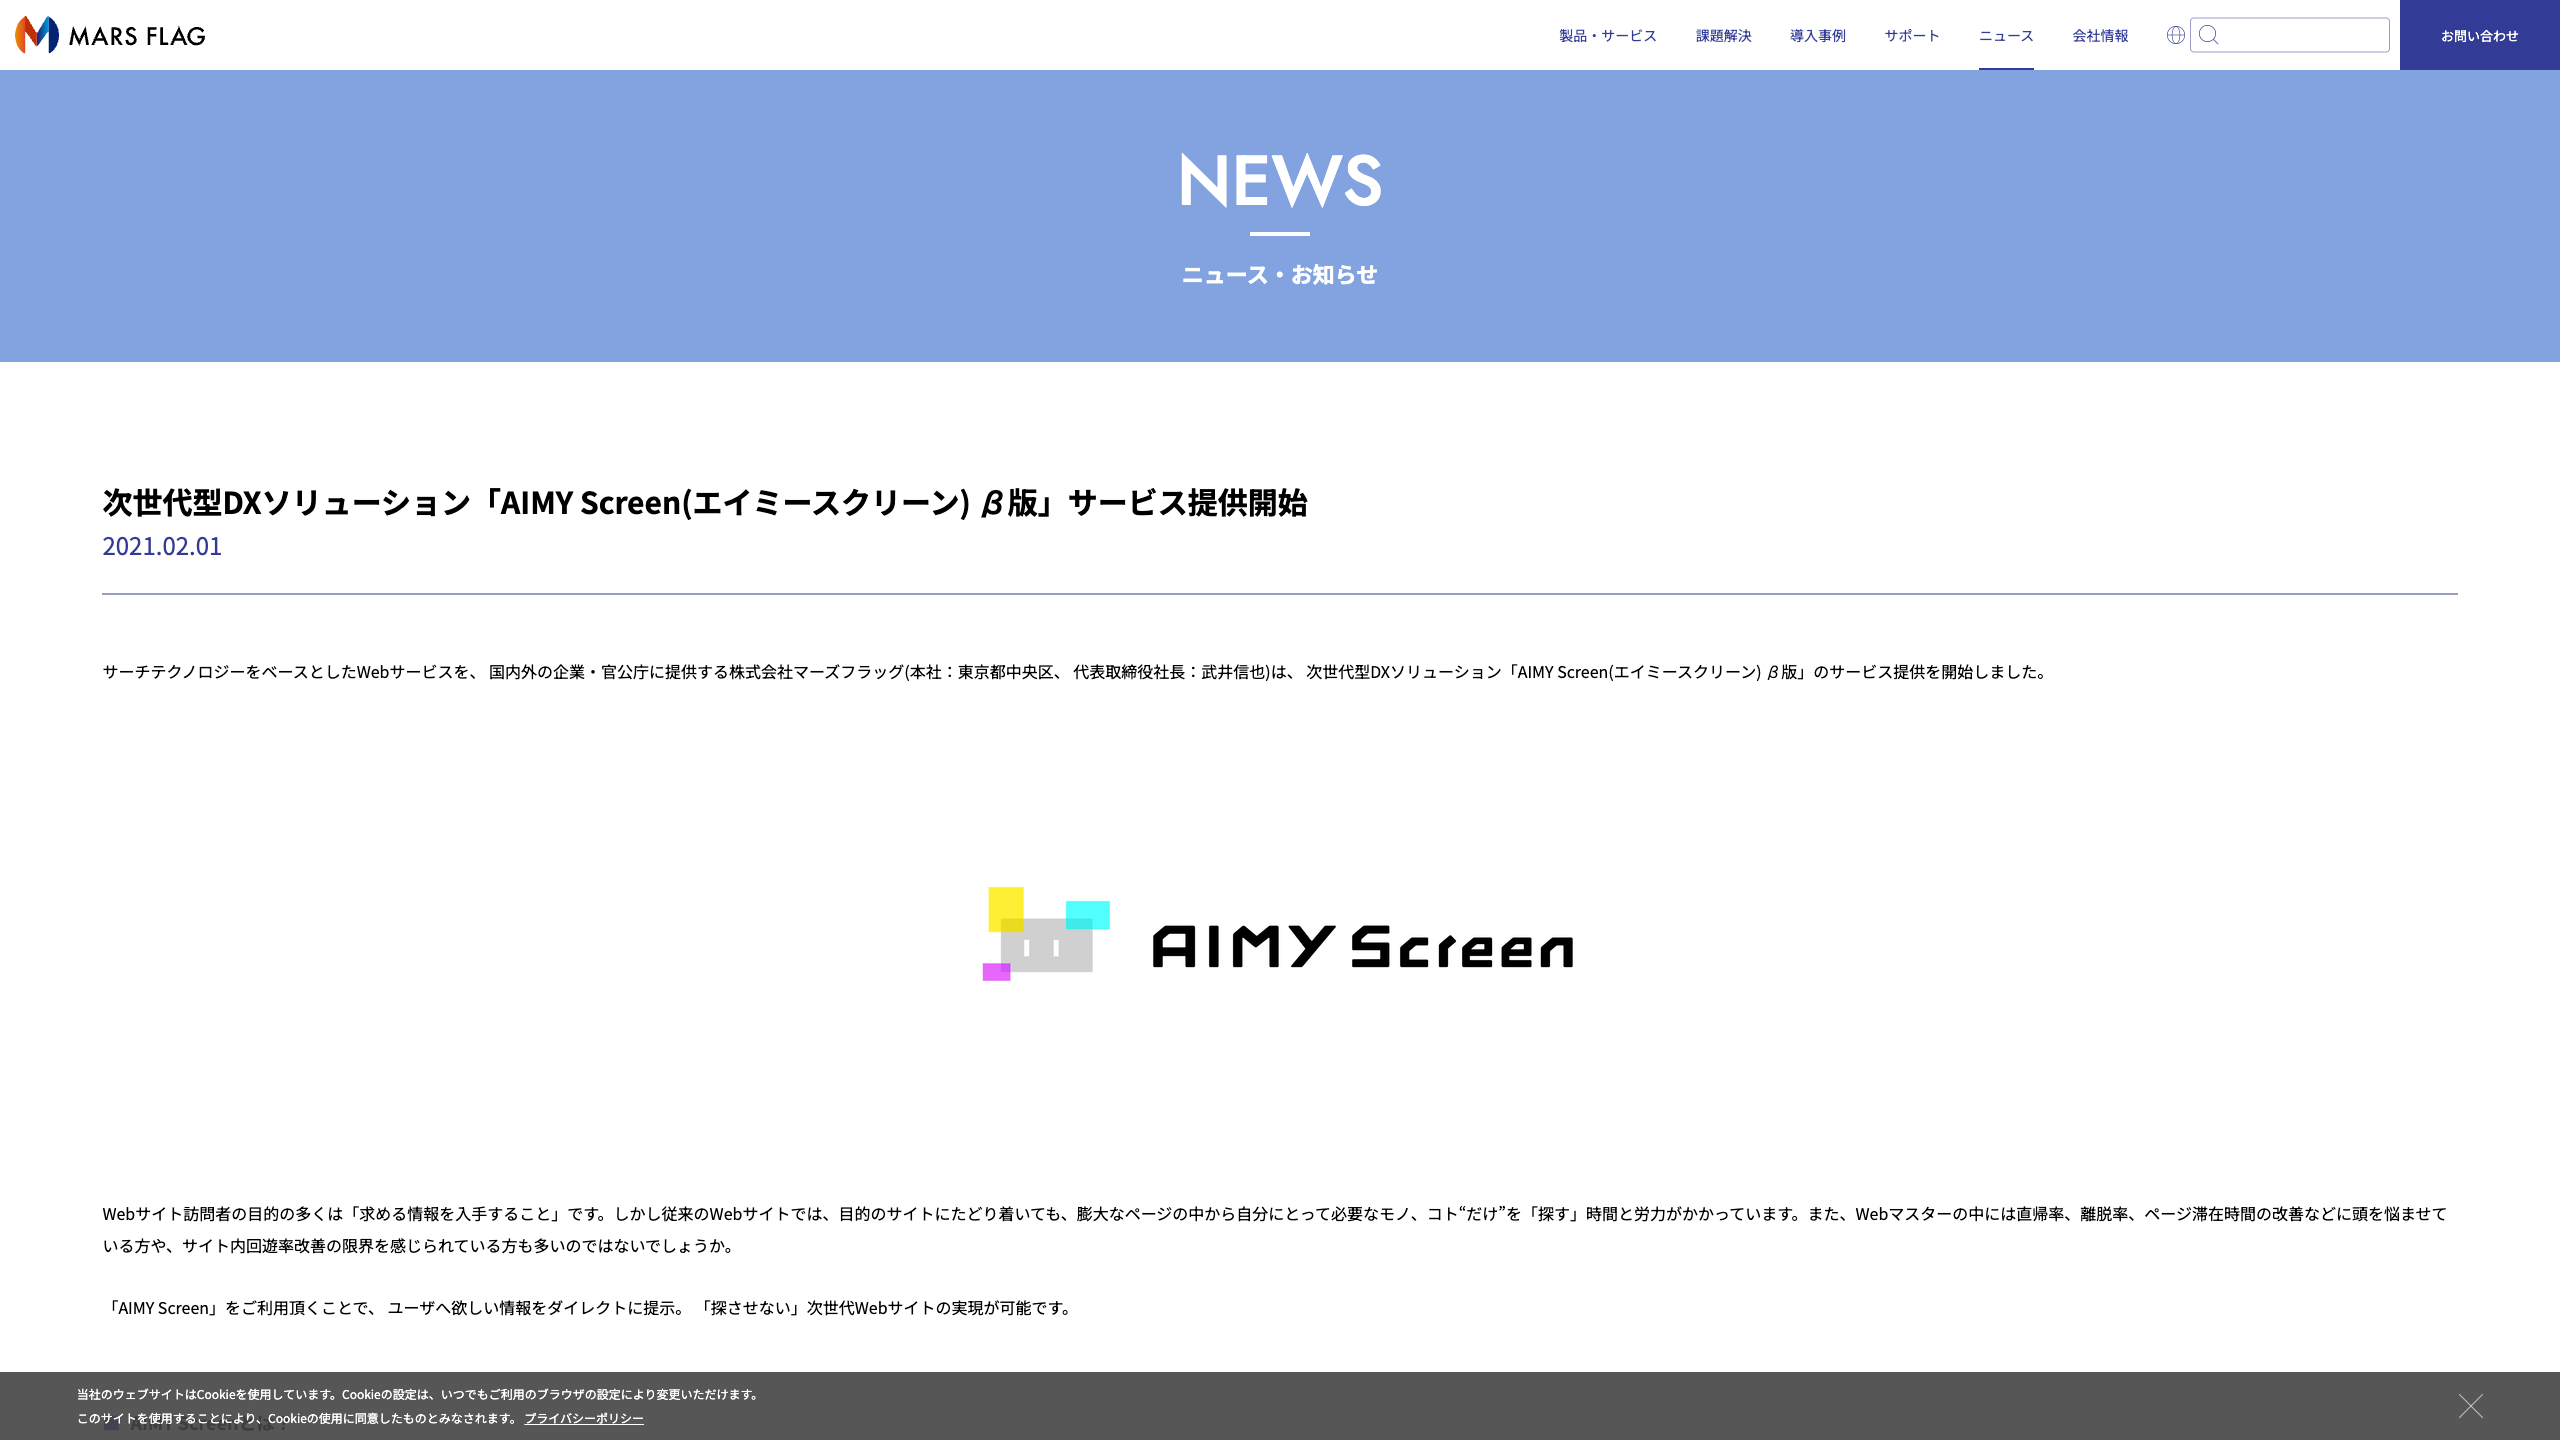 MARS FLAG
製品・サービス 課題解決 導入事例 サポート ニュース 会社情報 お問い合わせ
NEWS
ニュース・お知らせ
次世代型DXソリューション「AIMY Screen(エイミースクリーン) β版」サービス提供開始
2021.02.01
サーチテクノロジーをベースとしたWebサービスを、 国内外の企業・官公庁に提供する株式会社マーズフラッグ(本社：東京都中央区、 代表取締役社長：武井信也)は、 次世代型DXソリューション「AIMY Screen(エイミースクリーン) β版」のサービス提供を開始しました。
AIMY Screen
Webサイト訪問者の目的の多くは「求める情報を入手すること」です。しかし従来のWebサイトでは、目的のサイトにたどり着いても、膨大なページの中から自分にとって必要なモノ、コト“だけ”を「探す」時間と労力がかかっています。また、Webマスターの中には直帰率、離脱率、ページ滞在時間の改善などに頭を悩ませて
いる方や、サイト内回遊率改善の限界を感じられている方も多いのではないでしょうか。
「AIMY Screen」をご利用頂くことで、 ユーザへ欲しい情報をダイレクトに提示。 「探させない」次世代Webサイトの実現が可能です。
当社のウェブサイトはCookieを使用しています。Cookieの設定は、いつでもご利用のブラウザの設定により変更いただけます。
このサイトを使用することにより、Cookieの使用に同意したものとみなされます。 プライバシーポリシー